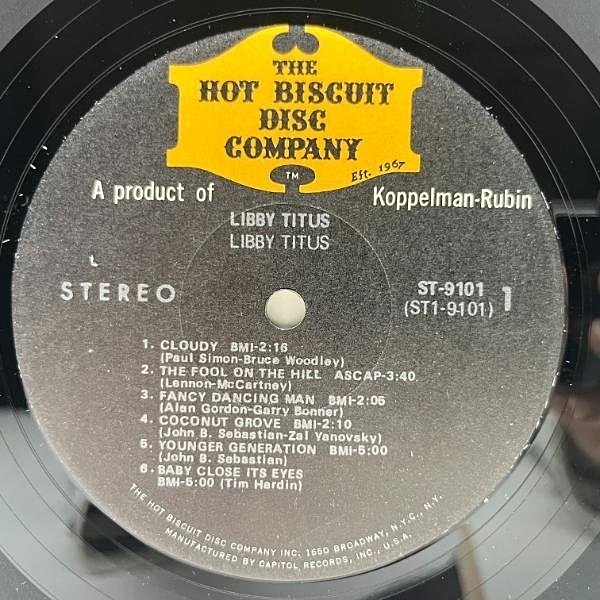 THE
HOT BISCUIT
DISC
COMPANY
Est. 1967
TM
A product of Koppelman-Rubin
LIBBY TITUS
LIBBY TITUS
STEREO
ST-9101
(ST1-9101) 1
1. CLOUDY BMI-2:16
(Paul Simon-Bruce Woodley)
2. THE FOOL ON THE HILL ASCAP-3:40
(Lennon-McCartney)
3. FANCY DANCING MAN BMI-2:05
(Alan Gordon-Garry Bonner)
4. COCONUT GROVE BMI-2:10
(John B. Sebastian-Zal Yanovsky)
5. YOUNGER GENERATION BMI-5:00
(John B. Sebastian)
6. BABY CLOSE ITS EYES
BMI-5:00 (Tim Hardin)
THE HOT BISCUIT DISC COMPANY INC. 1650 BROADWAY, N.Y.C., N.Y.
MANUFACTURED BY CAPITOL RECORDS, INC., U.S.A.